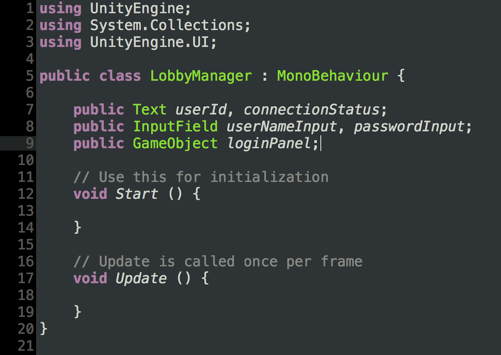 1 using UnityEngine;
2 using System.Collections;
3 using UnityEngine.UI;
4
5 public class LobbyManager : MonoBehaviour {
6
7     public Text userId, connectionStatus;
8     public InputField userNameInput, passwordInput;
9     public GameObject loginPanel;
10
11     // Use this for initialization
12     void Start () {
13
14     }
15
16     // Update is called once per frame
17     void Update () {
18
19     }
20 }
21